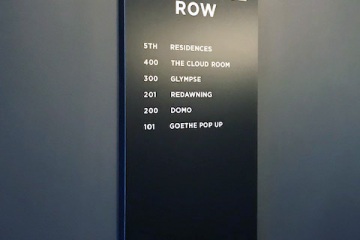 ROW
5TH RESIDENCES
400 THE CLOUD ROOM
300 GLYMPSE
201 REDAWNING
200 DOMO
101 GOETHE POP UP